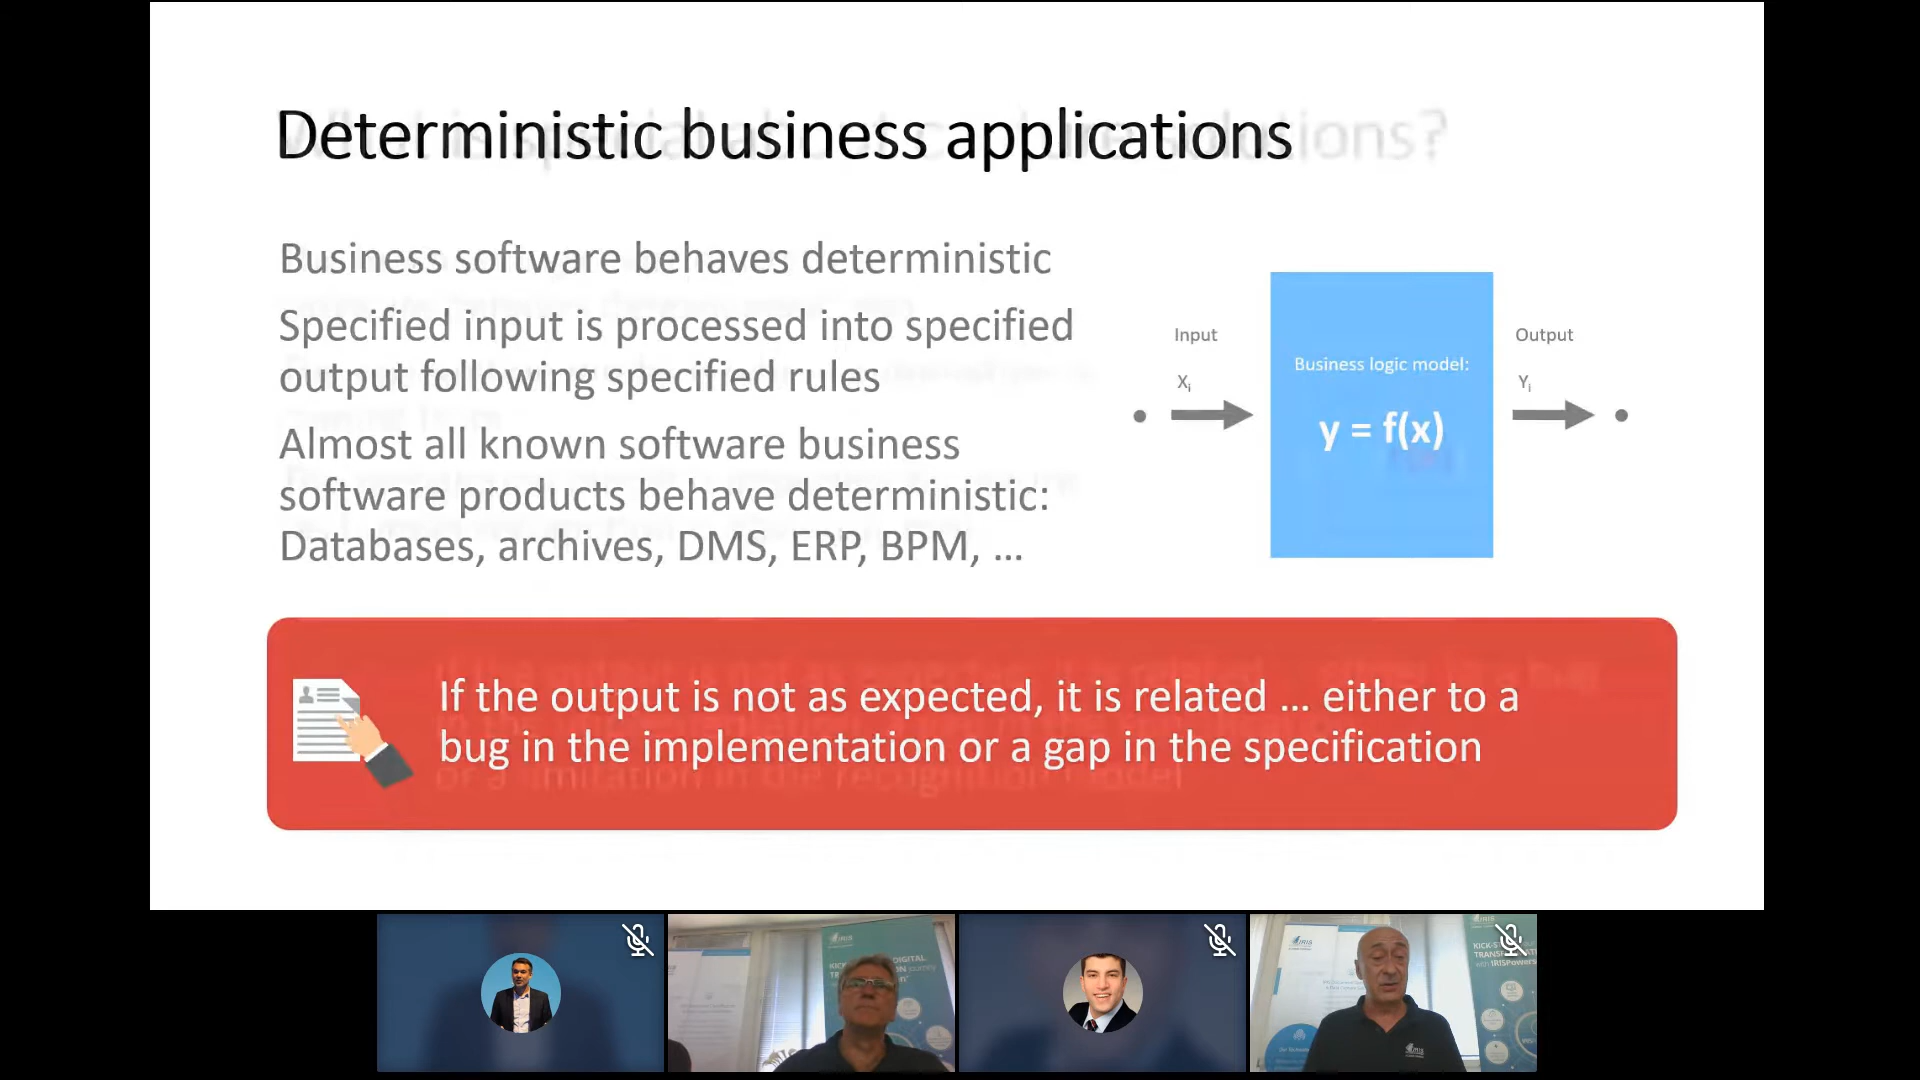 Deterministic business applications
Business software behaves deterministic
Specified input is processed into specified
output following specified rules
Almost all known software business
software products behave deterministic:
Databases, archives, DMS, ERP, BPM, ...
Input
Xi
Business logic model:
y = f(x)
Output
Yi
If the output is not as expected, it is related ... either to a
bug in the implementation or a gap in the specification
IRIS
IRIS
IRIS